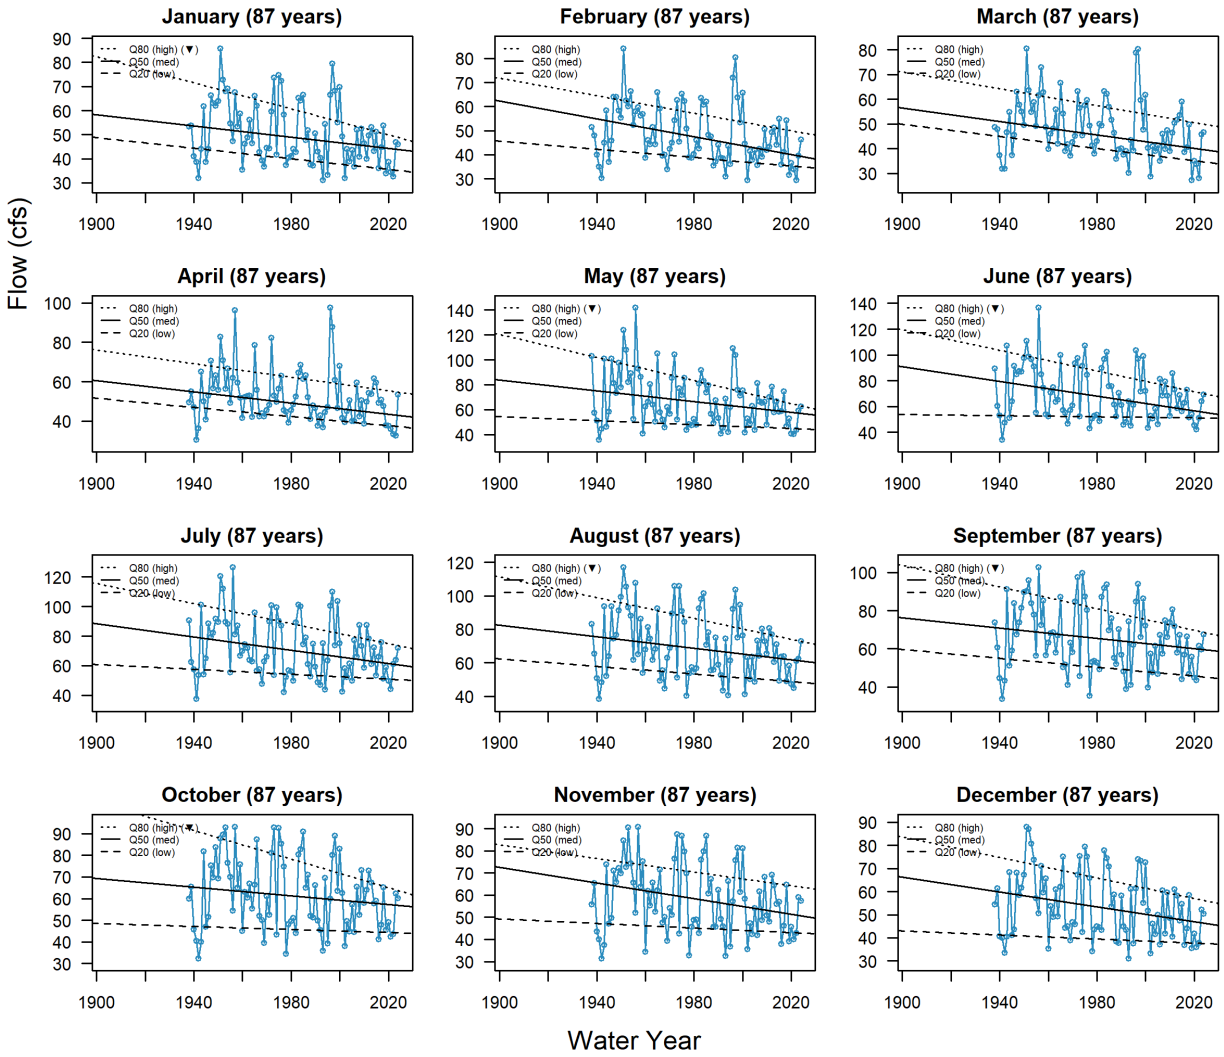 January (87 years)
90
80
70
60
50
40
30
Q80 (high) (▼)
Q50 (med)
Q20 (low)
1900
1940
1980
2020
February (87 years)
80
70
60
50
40
30
Q80 (high)
Q50 (med)
Q20 (low)
1900
1940
1980
2020
March (87 years)
80
70
60
50
40
30
Q80 (high)
Q50 (med)
Q20 (low)
1900
1940
1980
2020
Flow (cfs)
April (87 years)
100
80
60
40
Q80 (high)
Q50 (med)
Q20 (low)
1900
1940
1980
2020
May (87 years)
140
120
100
80
60
40
Q80 (high) (▼)
Q50 (med)
Q20 (low)
1900
1940
1980
2020
June (87 years)
140
120
100
80
60
40
Q80 (high) (▼)
Q50 (med)
Q20 (low)
1900
1940
1980
2020
July (87 years)
120
100
80
60
40
Q80 (high)
Q50 (med)
Q20 (low)
1900
1940
1980
2020
August (87 years)
120
100
80
60
40
Q80 (high) (▼)
Q50 (med)
Q20 (low)
1900
1940
1980
2020
September (87 years)
100
80
60
40
Q80 (high) (▼)
Q50 (med)
Q20 (low)
1900
1940
1980
2020
October (87 years)
90
80
70
60
50
40
30
Q80 (high) (▼)
Q50 (med)
Q20 (low)
1900
1940
1980
2020
November (87 years)
90
80
70
60
50
40
30
Q80 (high)
Q50 (med)
Q20 (low)
1900
1940
1980
2020
December (87 years)
90
80
70
60
50
40
30
Q80 (high)
Q50 (med)
Q20 (low)
1900
1940
1980
2020
Water Year